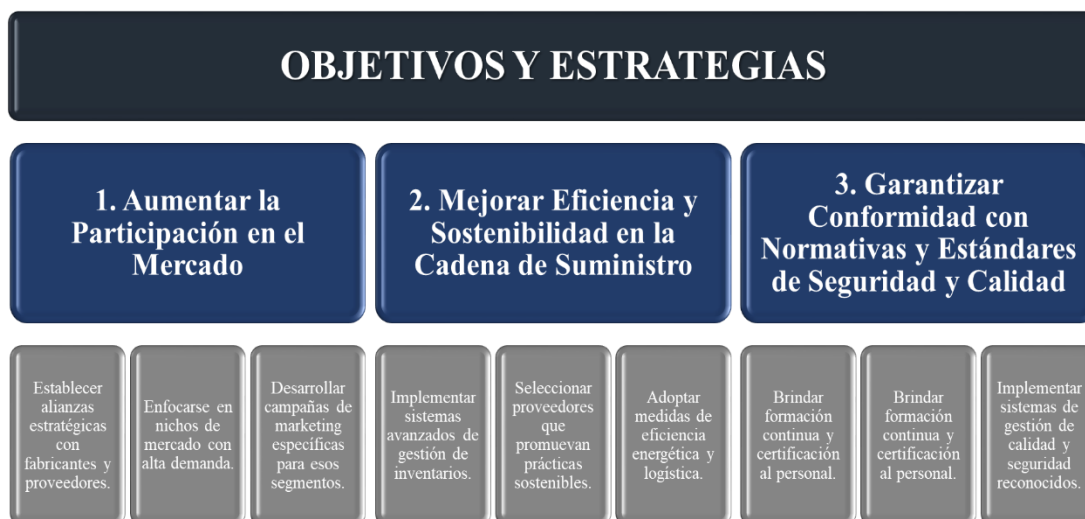 OBJETIVOS Y ESTRATEGIAS
1. Aumentar la
Participación en el
Mercado
2. Mejorar Eficiencia y
Sostenibilidad en la
Cadena de Suministro
3. Garantizar
Conformidad con
Normativas y Estándares
de Seguridad y Calidad
Establecer
alianzas
estratégicas
con
fabricantes y
proveedores.
Enfocarse en
nichos de
mercado con
alta demanda.
Desarrollar
campañas de
marketing
específicas
para esos
segmentos.
Implementar
sistemas
avanzados de
gestión de
inventarios.
Seleccionar
proveedores
que
promuevan
prácticas
sostenibles.
Adoptar
medidas de
eficiencia
energética y
logística.
Brindar
formación
continua y
certificación
al personal.
Brindar
formación
continua y
certificación
al personal.
Implementar
sistemas de
gestión de
calidad y
seguridad
reconocidos.